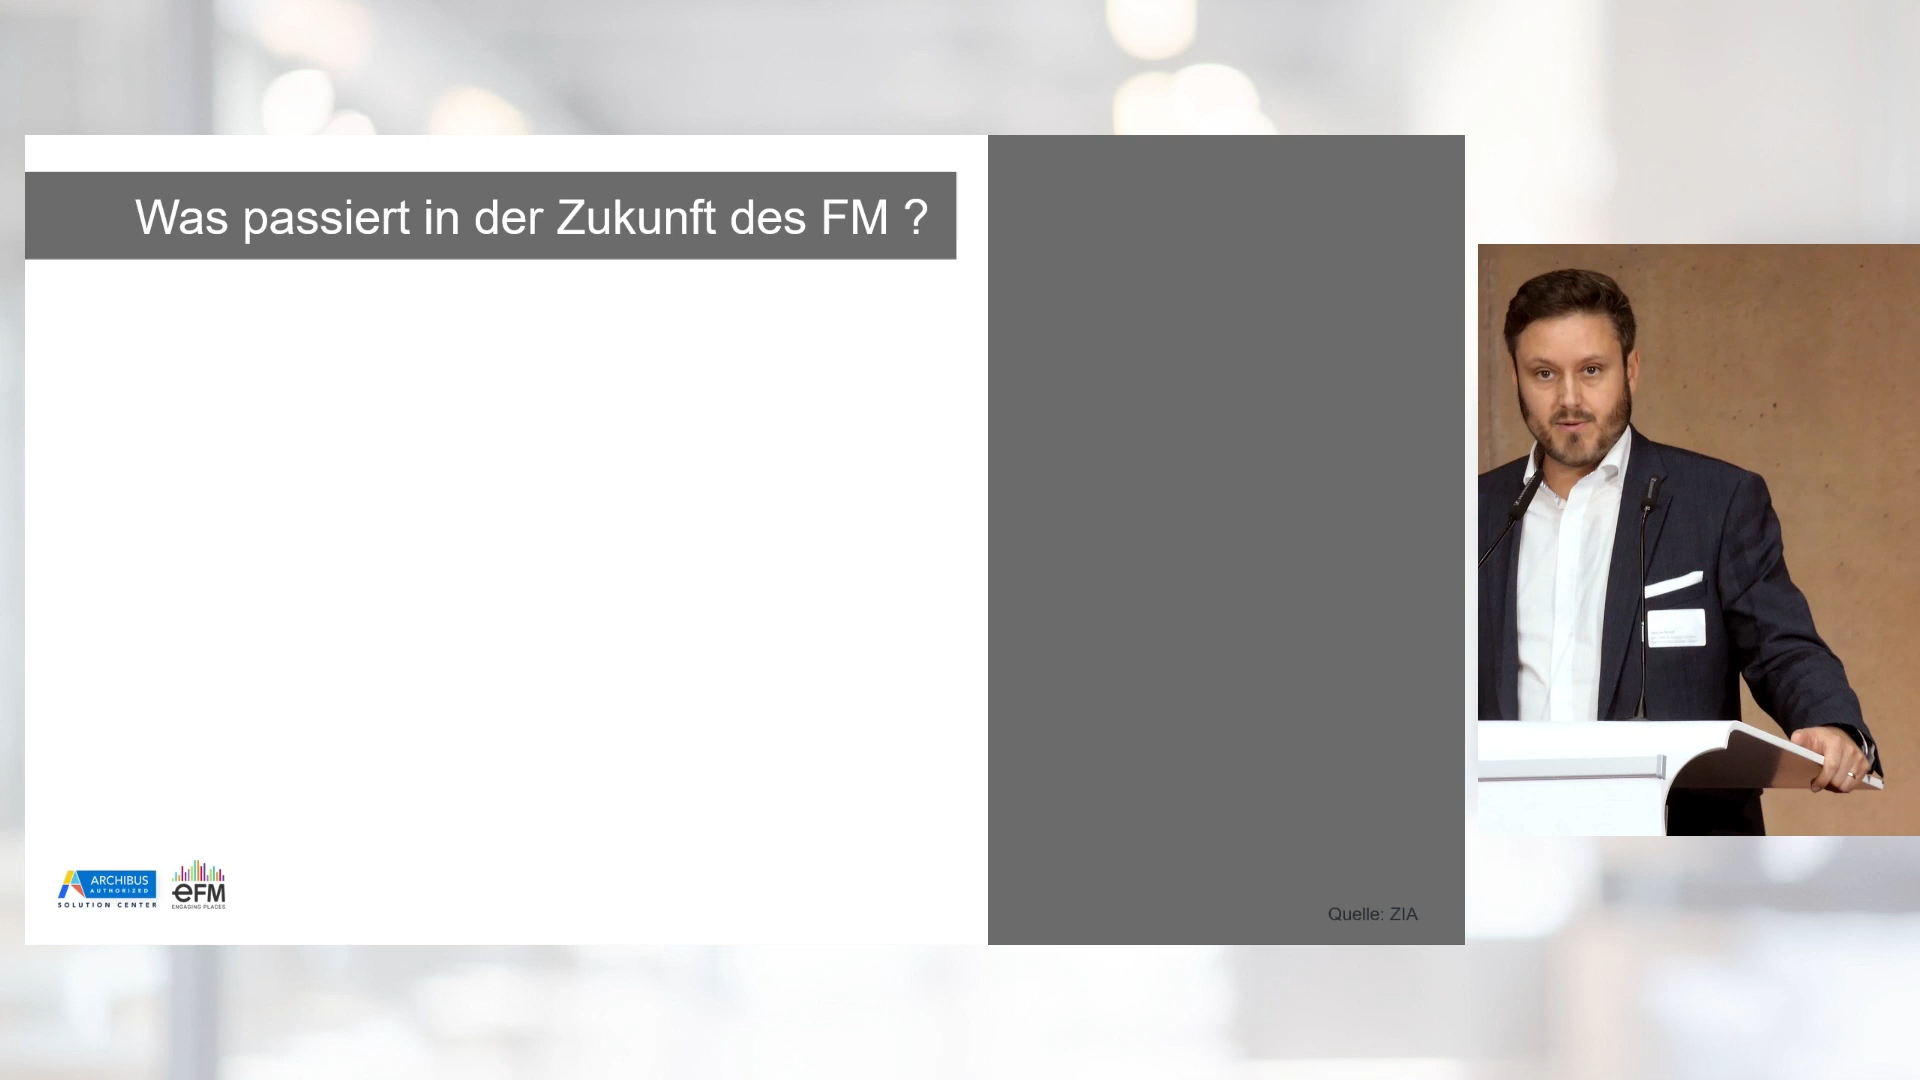 Was passiert in der Zukunft des FM ?
ARCHIBUS
AUTHORIZED
SOLUTION CENTER
eFM
ENGAGING PLACES
Quelle: ZIA